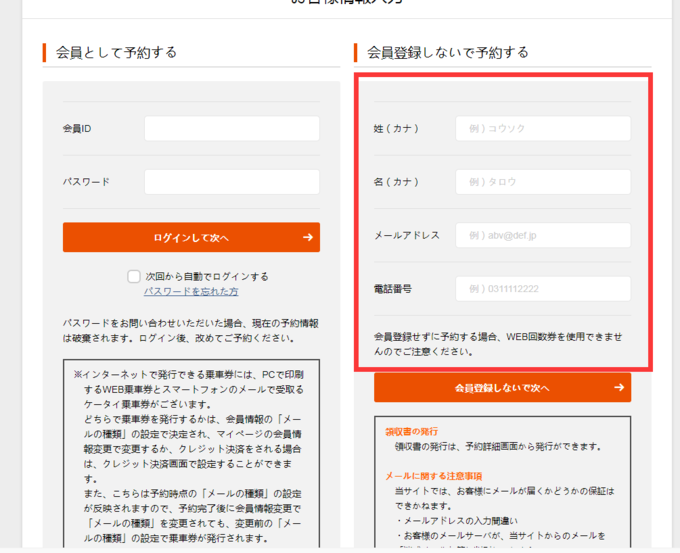 お客様情報入力
会員として予約する
会員ID
パスワード
ログインして次へ
次回から自動でログインする
パスワードを忘れた方
パスワードをお問い合わせいただいた場合、現在の予約情報
は破棄されます。ログイン後、改めてご予約ください。
※インターネットで発行できる乗車券には、PCで印刷
するWEB乗車券とスマートフォンのメールで受取る
ケータイ乗車券がございます。
どちらで乗車券を発行するかは、会員情報の「メー
ルの種類」の設定で決定され、マイページの会員情
報変更で変更するか、クレジット決済をされる場合
は、クレジット決済画面で設定することができま
す。
また、こちらは予約時点の「メールの種類」の設定
が反映されますので、予約完了後に会員情報変更で
「メールの種類」を変更されても、変更前の「メー
ルの種類」の設定で乗車券が発行されます。
会員登録しないで予約する
姓（カナ）
例）コウソク
名（カナ）
例）タロウ
メールアドレス
例）abv@def.jp
電話番号
例）0311112222
会員登録せずに予約する場合、WEB回数券を使用できませ
んのでご注意ください。
会員登録しないで次へ
領収書の発行
領収書の発行は、予約詳細画面から発行ができます。
メールに関する注意事項
当サイトでは、お客様にメールが届くかどうかの保証は
できかねます。
・メールアドレスの入力間違い
・お客様のメールサーバが、当サイトからのメールを